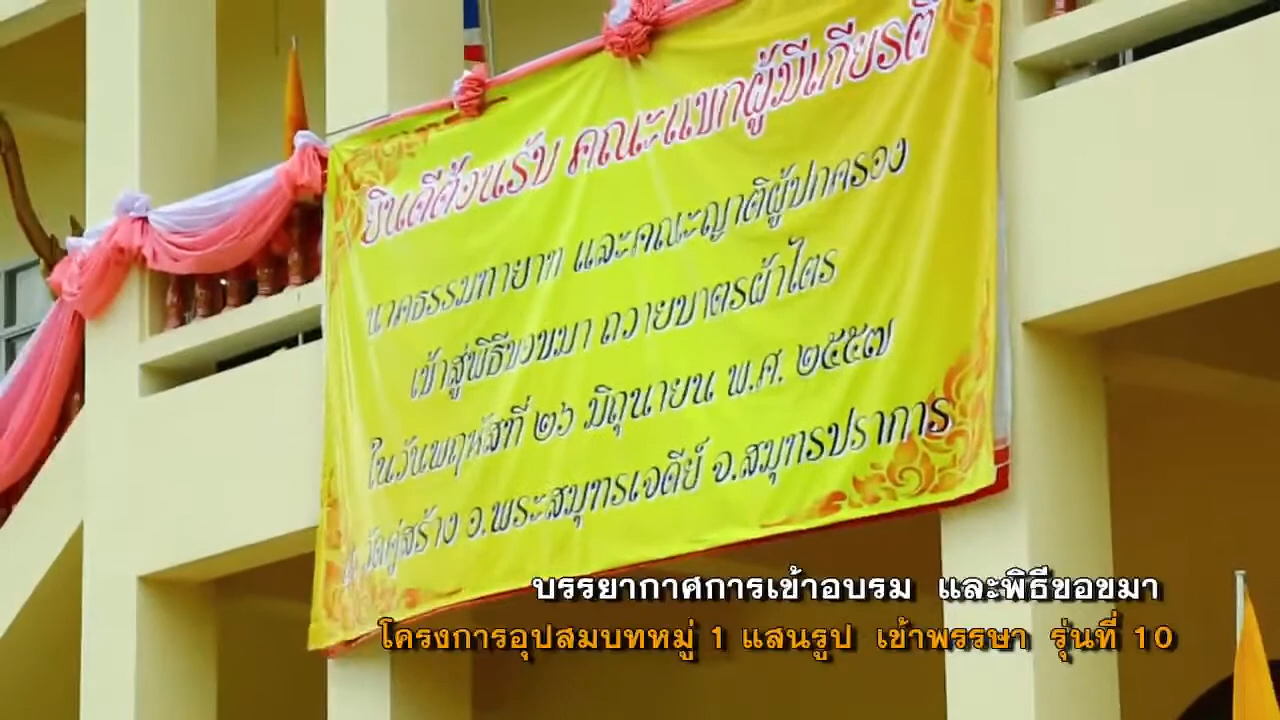 ยินดีต้อนรับ คณะแขกผู้มีเกียรติ
นาคธรรมทายาท และคณะญาติผู้ปกครอง
เข้าสู่พิธีขอขมา ถวายบาตรผ้าไตร
ในวันพฤหัสที่ ๒๖ มิถุนายน พ.ศ. ๒๕๕๗
ณ วัดคู่สร้าง อ.พระสมุทรเจดีย์ จ.สมุทรปราการ
บรรยากาศการเข้าอบรม และพิธีขอขมา
โครงการอุปสมบทหมู่ 1 แสนรูป เข้าพรรษา รุ่นที่ 10